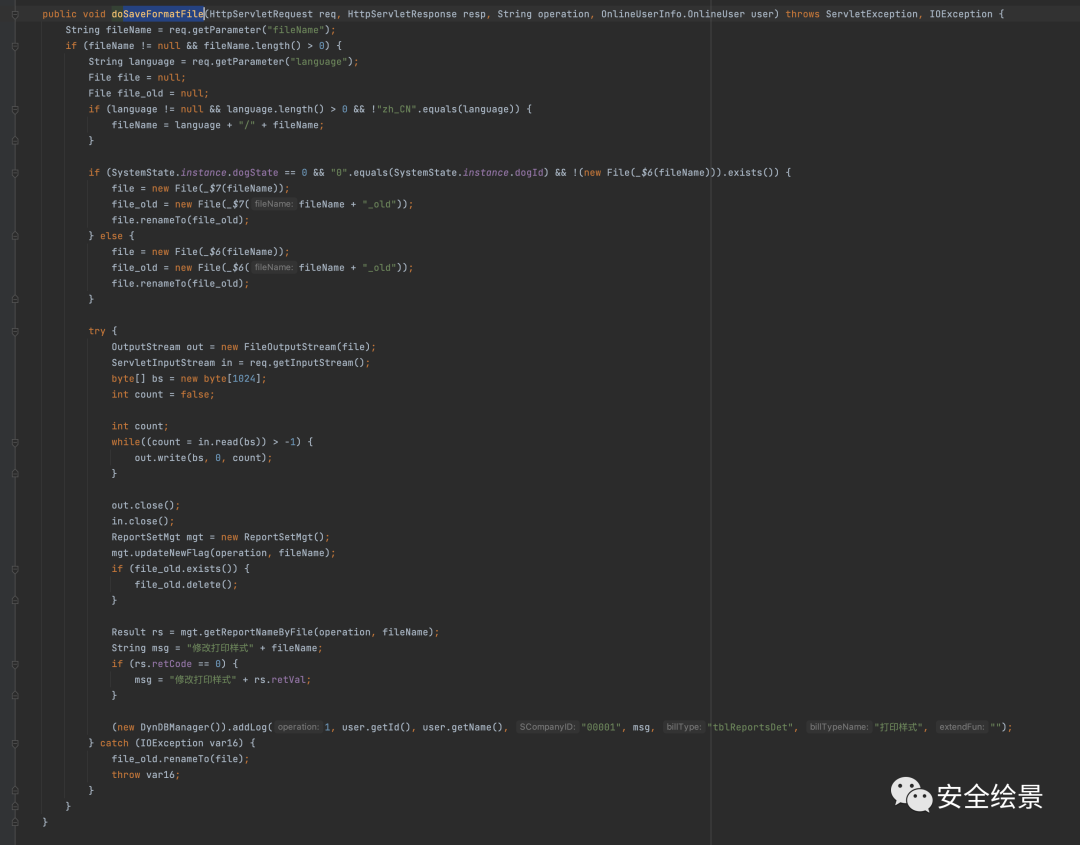 public void doSaveFormatFile(HttpServletRequest req, HttpServletResponse resp, String operation, OnlineUserInfo.OnlineUser user) throws ServletException, IOException {
String fileName = req.getParameter("fileName");
if (fileName != null && fileName.length() > 0) {
String language = req.getParameter("language");
File file = null;
File file_old = null;
if (language != null && language.length() > 0 && !"zh_CN".equals(language)) {
fileName = language + "/" + fileName;
}
if (SystemState.instance.dogState == 0 && "0".equals(SystemState.instance.dogId) && !(new File(_$6(fileName))).exists()) {
file = new File(_$7(fileName));
file_old = new File(_$7( fileName: fileName + "_old"));
file.renameTo(file_old);
} else {
file = new File(_$6(fileName));
file_old = new File(_$6( fileName: fileName + "_old"));
file.renameTo(file_old);
}
try {
OutputStream out = new FileOutputStream(file);
ServletInputStream in = req.getInputStream();
byte[] bs = new byte[1024];
int count = false;
int count;
while((count = in.read(bs)) > -1) {
out.write(bs, 0, count);
}
out.close();
in.close();
ReportSetMgt mgt = new ReportSetMgt();
mgt.updateNewFlag(operation, fileName);
if (file_old.exists()) {
file_old.delete();
}
Result rs = mgt.getReportNameByFile(operation, fileName);
String msg = "修改打印样式" + fileName;
if (rs.retCode == 0) {
msg = "修改打印样式" + rs.retVal;
}
(new DynDBManager()).addLog( operation: 1, user.getId(), user.getName(), SCompanyID: "00001", msg, billType: "tblReportsDet", billTypeName: "打印样式", extendFun: "");
} catch (IOException var16) {
file_old.renameTo(file);
throw var16;
}
}
}
安全绘景